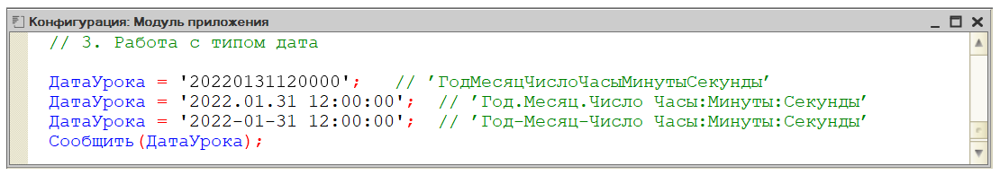 Конфигурация: Модуль приложения
// 3. Работа с типом дата
ДатаУрока = '20220131120000'; // ’ГодМесяцЧислоЧасыМинутыСекунды’
ДатаУрока = '2022.01.31 12:00:00'; // ’Год.Месяц.Число Часы:Минуты:Секунды’
ДатаУрока = '2022-01-31 12:00:00'; // ’Год-Месяц-Число Часы:Минуты:Секунды’
Сообщить(ДатаУрока);